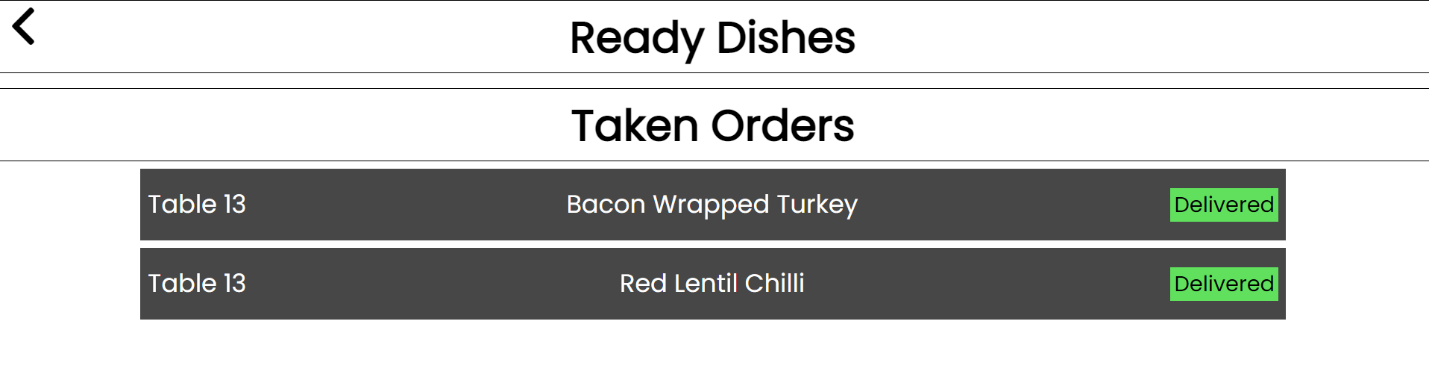 Ready Dishes
Taken Orders
Table 13 Bacon Wrapped Turkey Delivered
Table 13 Red Lentil Chilli Delivered